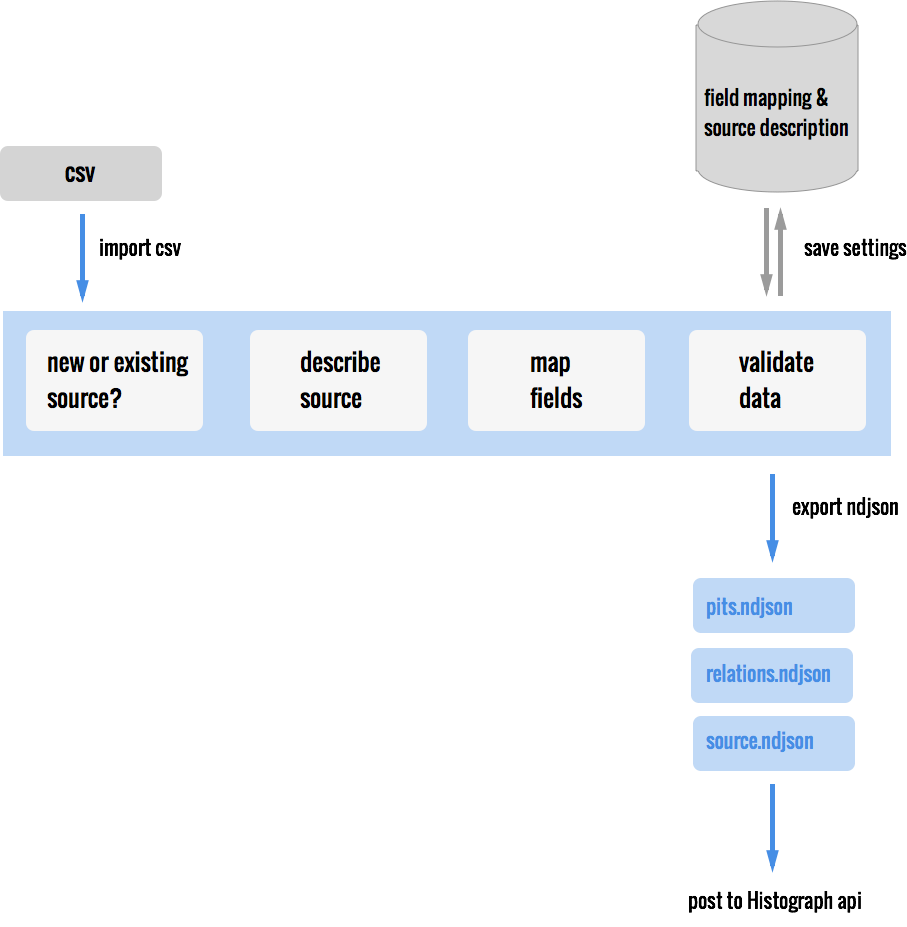 field mapping &
source description
csv
import csv
save settings
new or existing
source?
describe
source
map
fields
validate
data
export ndjson
pits.ndjson
relations.ndjson
source.ndjson
post to Histograph api